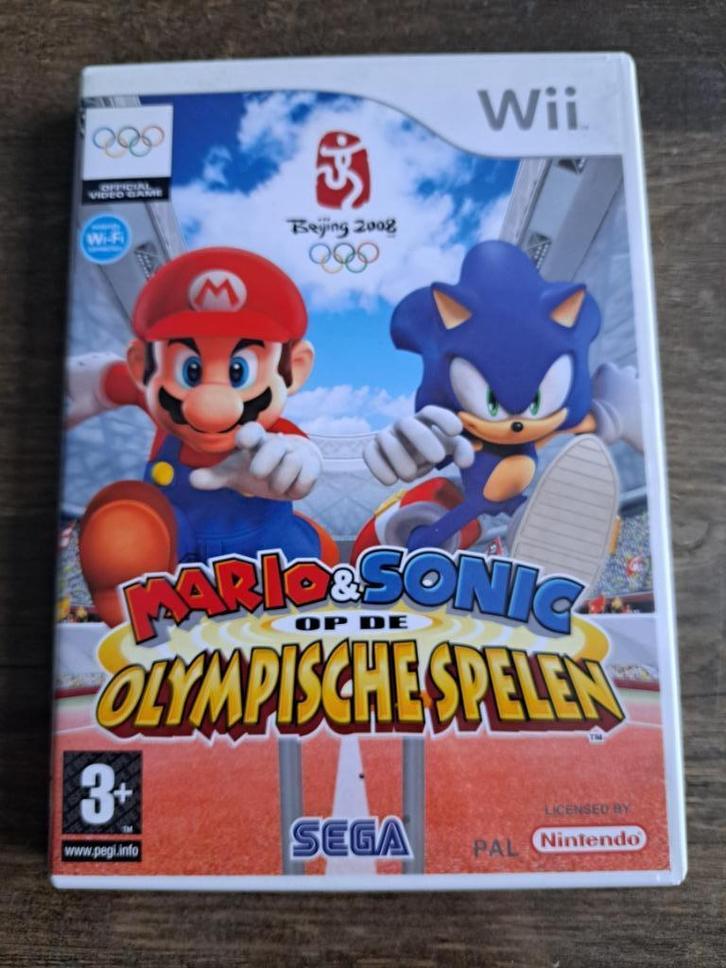 Wii
OFFICIAL
VIDEO GAME
Wi-Fi
Beijing 2008
M
MARIO & SONIC
OP DE
OLYMPISCHE SPELEN
TM
3+
TM
www.pegi.info
SEGA
PAL
LICENSED BY
Nintendo